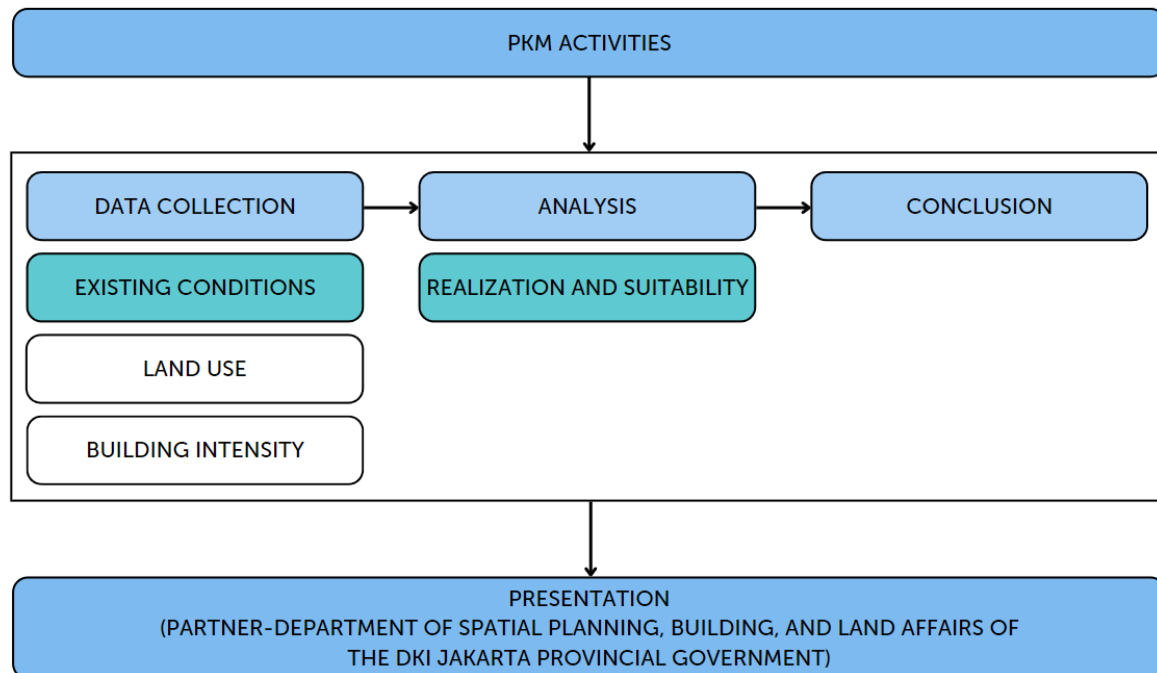 PKM ACTIVITIES
DATA COLLECTION
ANALYSIS
CONCLUSION
EXISTING CONDITIONS
REALIZATION AND SUITABILITY
LAND USE
BUILDING INTENSITY
PRESENTATION
(PARTNER-DEPARTMENT OF SPATIAL PLANNING, BUILDING, AND LAND AFFAIRS OF
THE DKI JAKARTA PROVINCIAL GOVERNMENT)